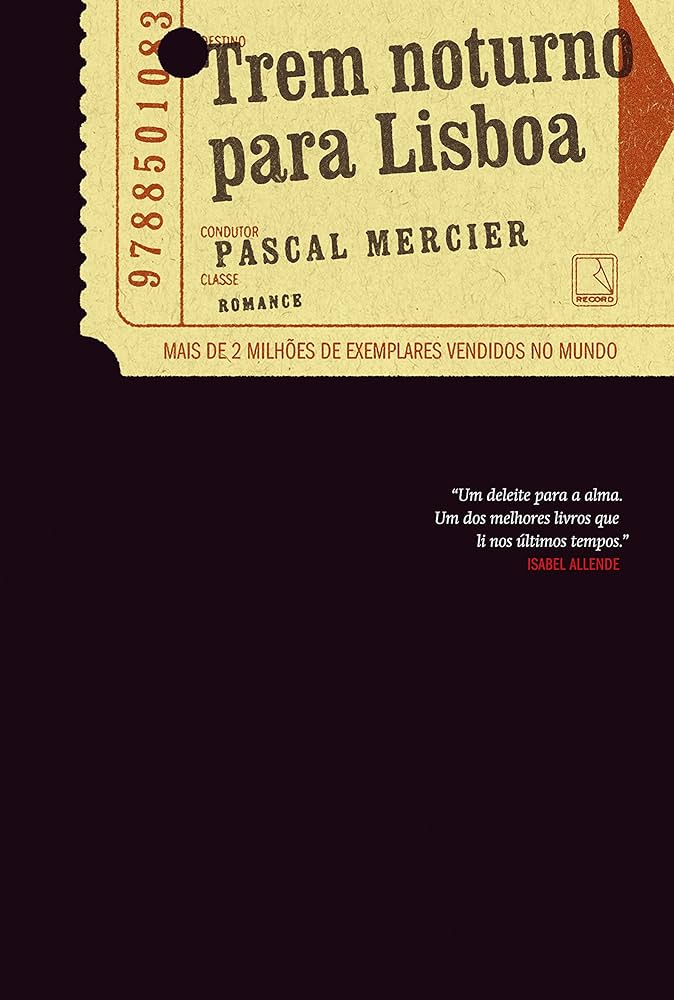 9788501083
DESTINO
Trem noturno
para Lisboa
CONDUTOR
PASCAL MERCIER
CLASSE
ROMANCE
RECORD
MAIS DE 2 MILHÕES DE EXEMPLARES VENDIDOS NO MUNDO
“Um deleite para a alma.
Um dos melhores livros que
li nos últimos tempos.”
ISABEL ALLENDE